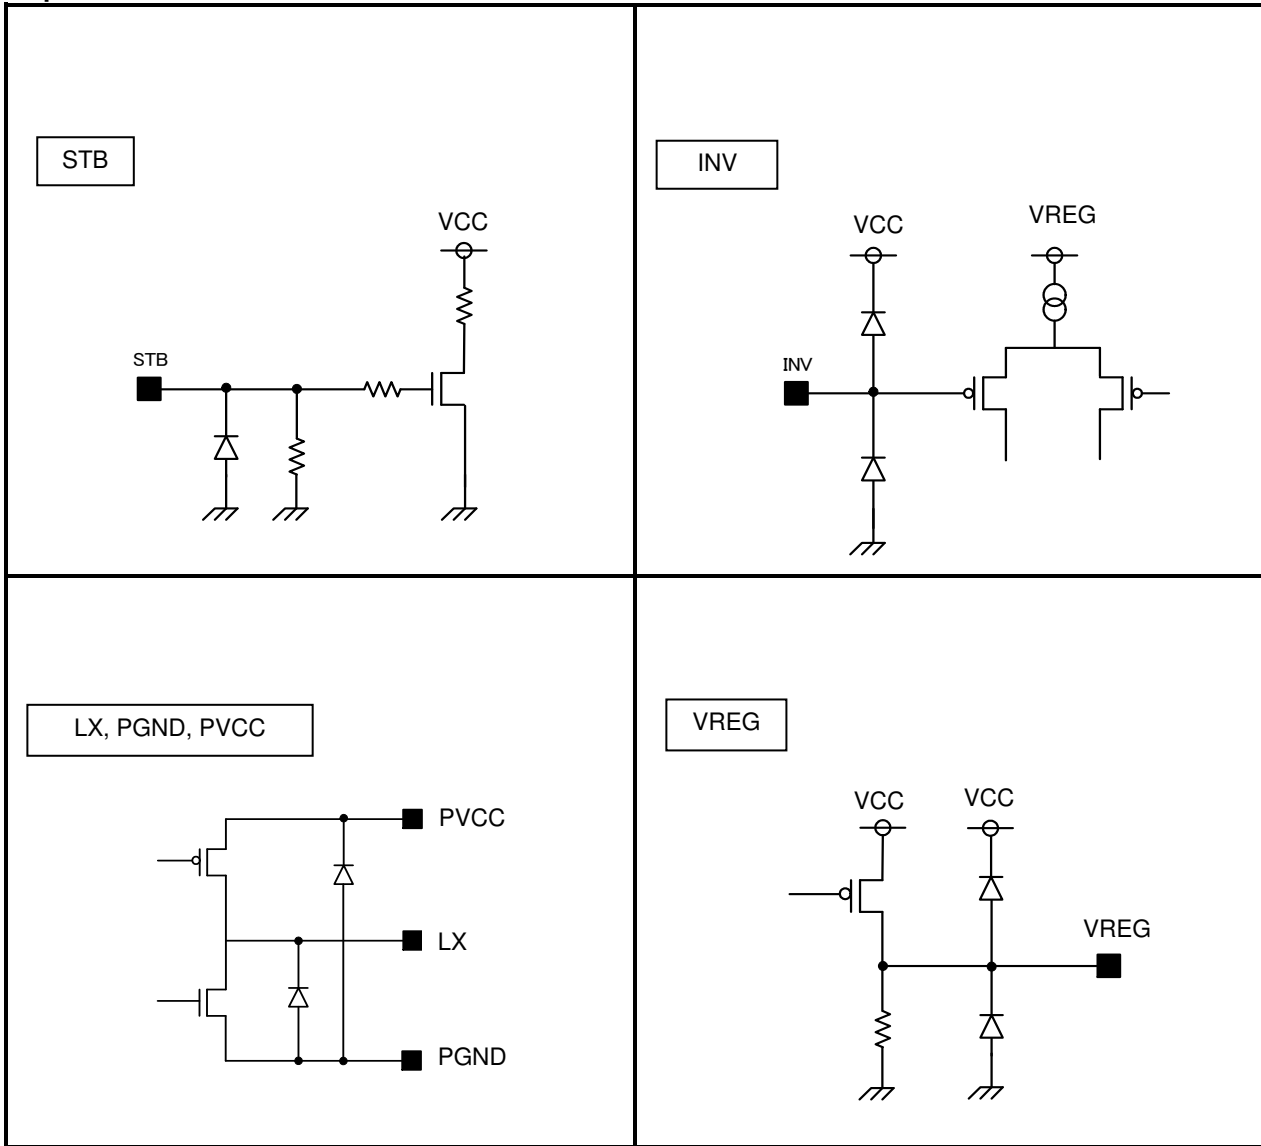 STB
VCC
STB
INV
VCC
VREG
INV
LX, PGND, PVCC
PVCC
LX
PGND
VREG
VCC
VCC
VREG